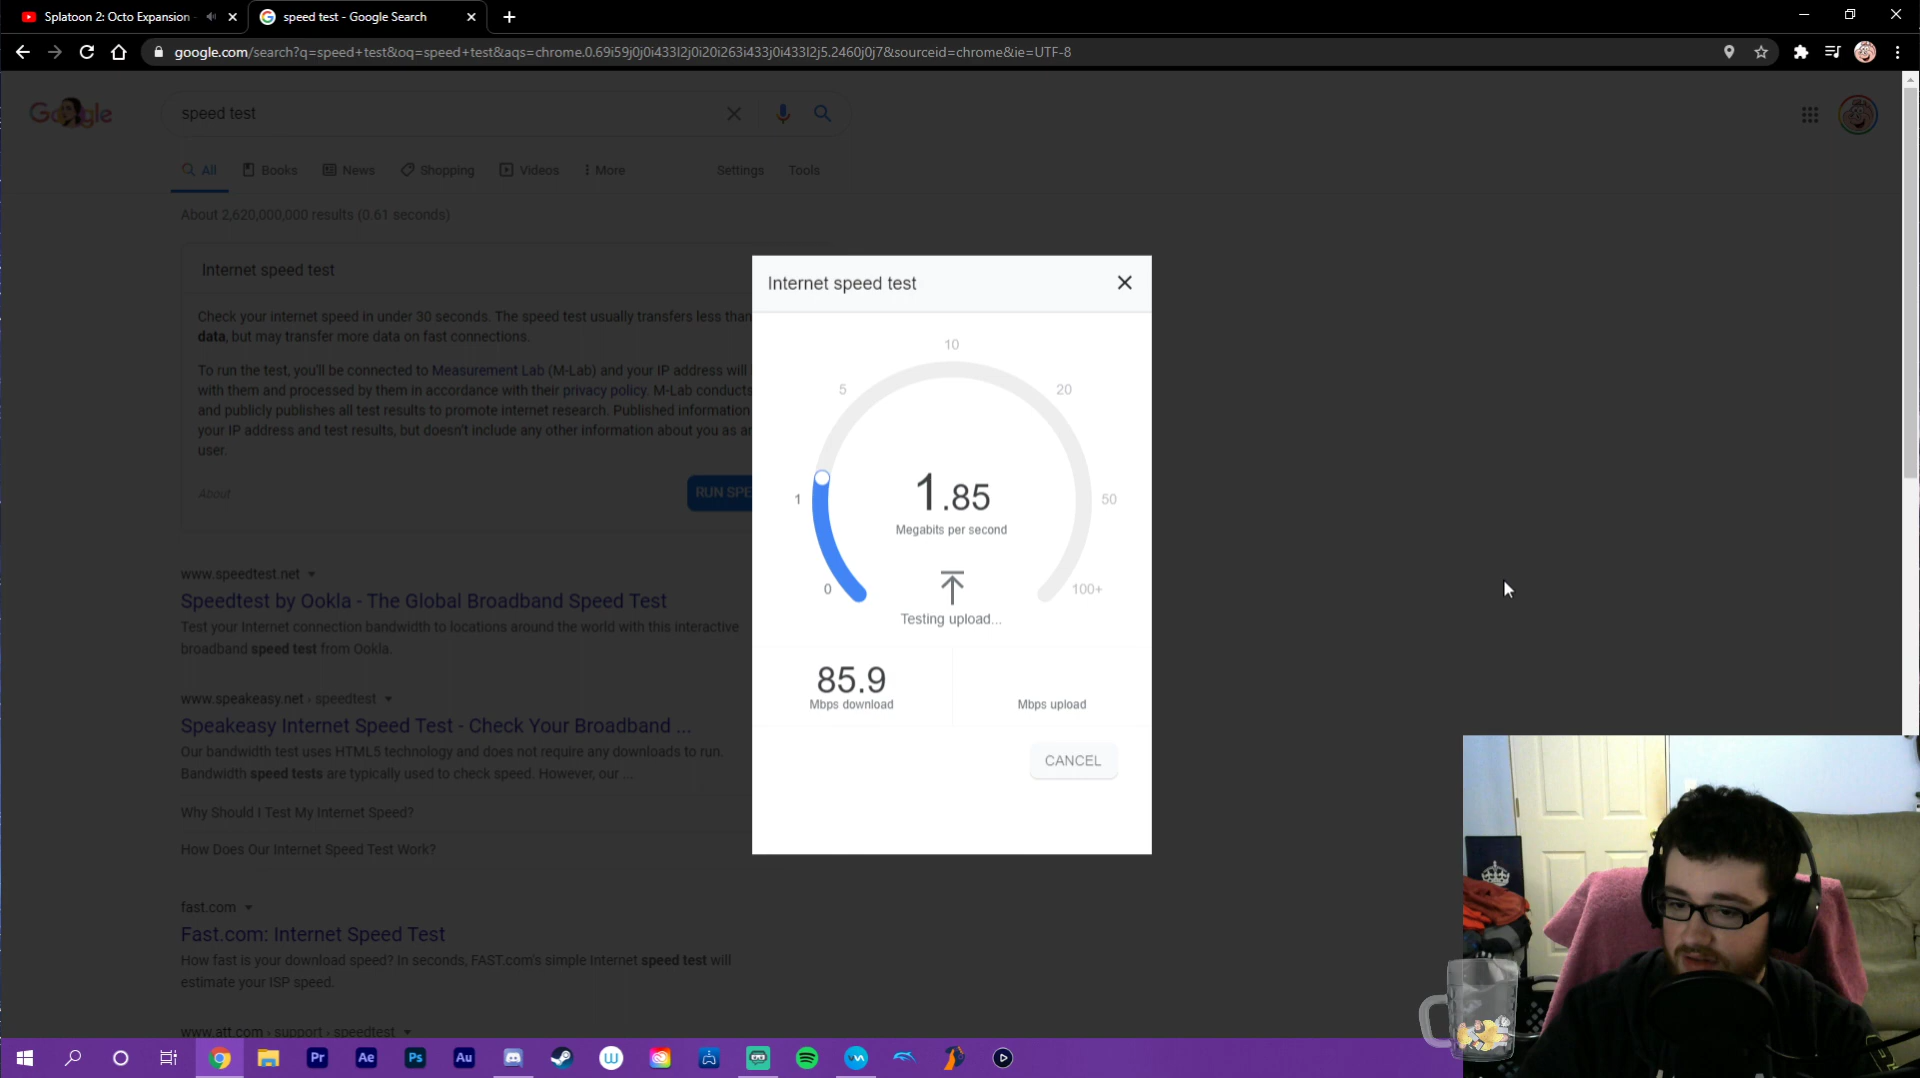 Splatoon 2: Octo Expansion
speed test - Google Search
google.com/search?q=speed+test&oq=speed+test&aqs=chrome.0.69i59j0j0i433l2j0i20i263i433j0i433l2j5.2460j0j7&sourceid=chrome&ie=UTF-8
Google
speed test
All Books News Shopping Videos More Settings Tools
About 2,620,000,000 results (0.61 seconds)
Internet speed test
Check your internet speed in under 30 seconds. The speed test usually transfers less than
data, but may transfer more data on fast connections.
To run the test, you'll be connected to Measurement Lab (M-Lab) and your IP address will
with them and processed by them in accordance with their privacy policy. M-Lab conducts
and publicly publishes all test results to promote internet research. Published information
your IP address and test results, but doesn't include any other information about you as an
user.
About
RUN SPE
www.speedtest.net
Speedtest by Ookla - The Global Broadband Speed Test
Test your Internet connection bandwidth to locations around the world with this interactive
broadband speed test from Ookla.
www.speakeasy.net › speedtest
Speakeasy Internet Speed Test - Check Your Broadband ...
Our bandwidth test uses HTML5 technology and does not require any downloads to run.
Bandwidth speed tests are typically used to check speed. However, our ...
Why Should I Test My Internet Speed?
How Does Our Internet Speed Test Work?
fast.com
Fast.com: Internet Speed Test
How fast is your download speed? In seconds, FAST.com's simple Internet speed test will
estimate your ISP speed.
www.att.com › support › speedtest
Internet speed test
10
5
20
1
50
0
100+
1.85
Megabits per second
Testing upload...
85.9
Mbps download
Mbps upload
CANCEL
Pr
Ae
Ps
Au